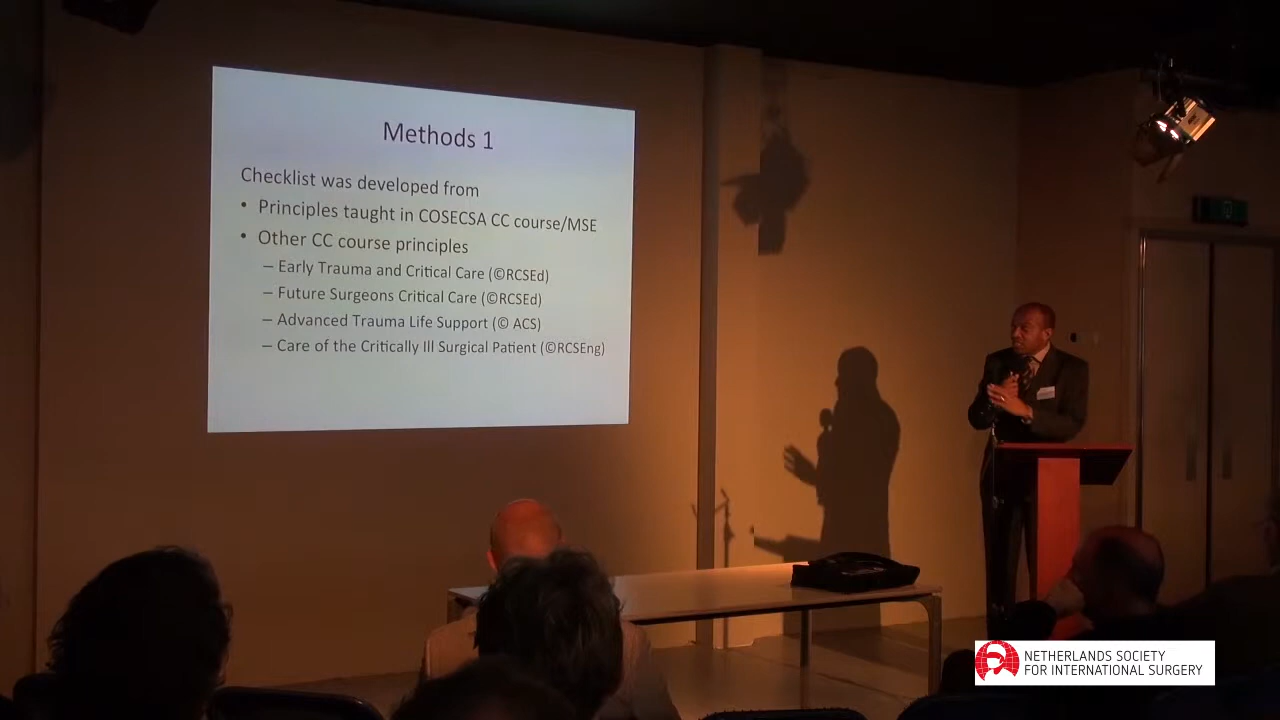 Methods 1
Checklist was developed from
• Principles taught in COSECSA CC course/MSE
• Other CC course principles
– Early Trauma and Critical Care (©RCSEd)
– Future Surgeons Critical Care (©RCSEd)
– Advanced Trauma Life Support (© ACS)
– Care of the Critically Ill Surgical Patient (©RCSEng)
NETHERLANDS SOCIETY
FOR INTERNATIONAL SURGERY